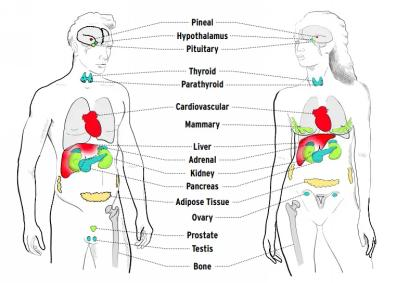 Pineal
Hypothalamus
Pituitary
Thyroid
Parathyroid
Cardiovascular
Mammary
Liver
Adrenal
Kidney
Pancreas
Adipose Tissue
Ovary
Prostate
Testis
Bone